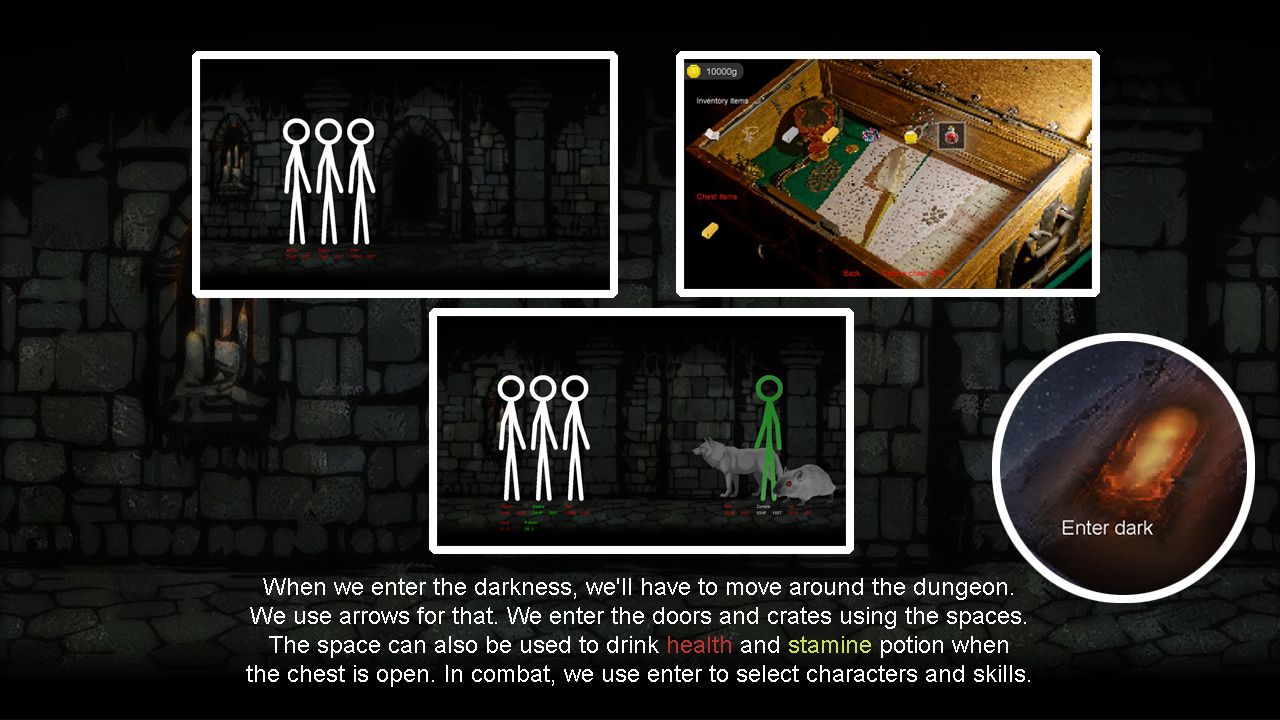 10000g
Inventory items
Chest items
Back
Zombie
10HP 100T
Enter dark
When we enter the darkness, we'll have to move around the dungeon.
We use arrows for that. We enter the doors and crates using the spaces.
The space can also be used to drink health and stamine potion when
the chest is open. In combat, we use enter to select characters and skills.